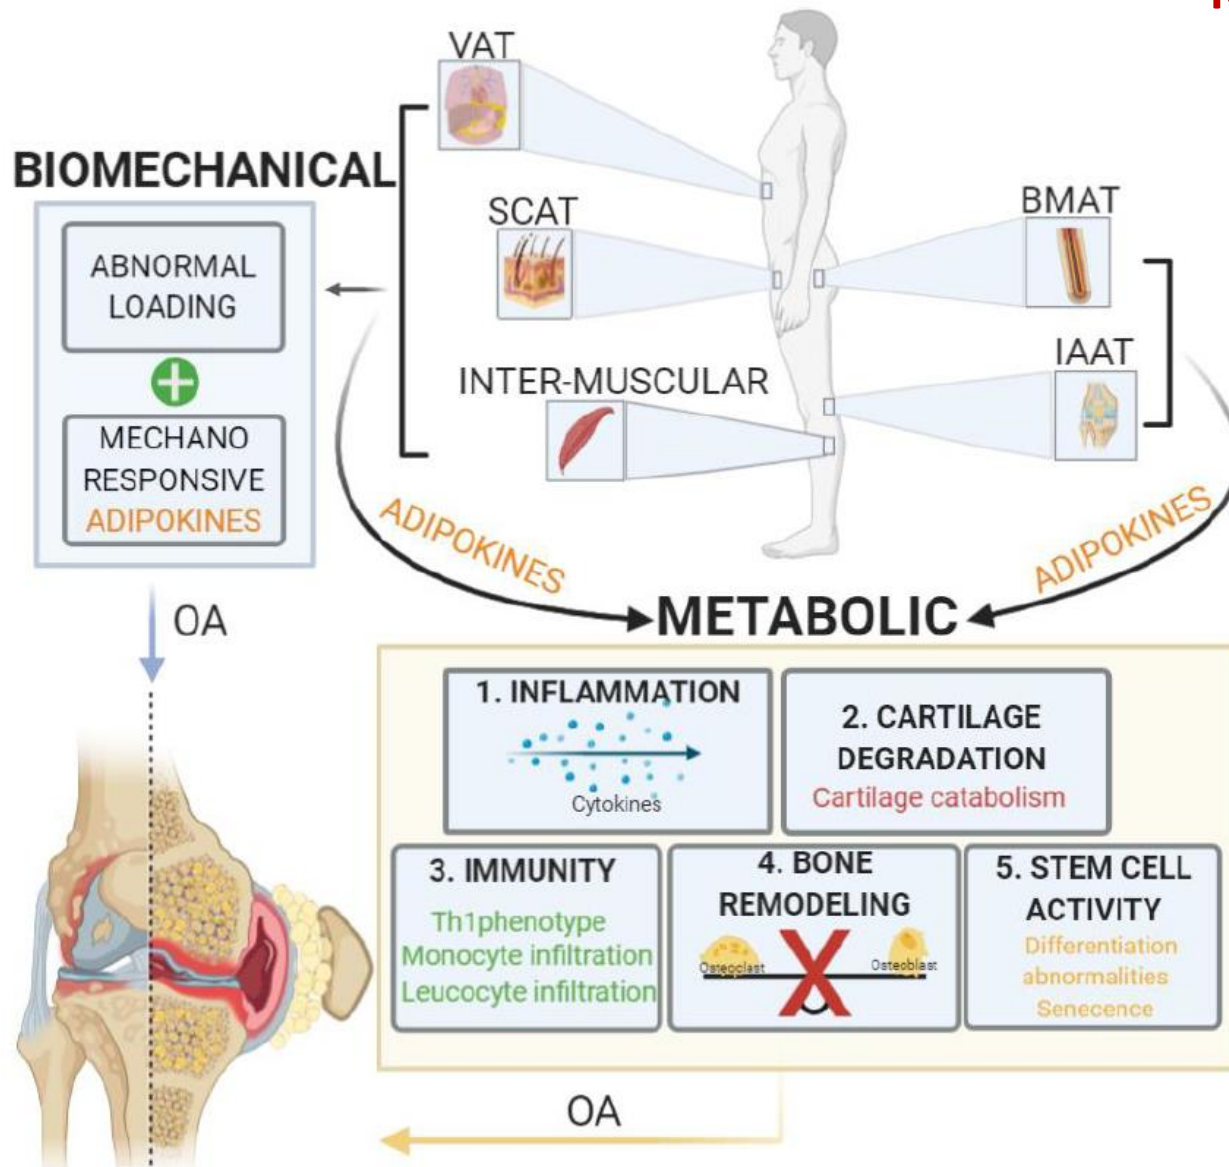 VAT
BIOMECHANICAL
SCAT
BMAT
ABNORMAL
LOADING
IAAT
INTER-MUSCULAR
MECHANO
RESPONSIVE
ADIPOKINES
ADIPOKINES
ADIPOKINES
OA
METABOLIC
1. INFLAMMATION
Cytokines
2. CARTILAGE
DEGRADATION
Cartilage catabolism
3. IMMUNITY
Th1phenotype
Monocyte infiltration
Leucocyte infiltration
4. BONE
REMODELING
Osteoclast
Osteoblast
5. STEM CELL
ACTIVITY
Differentiation
abnormalities
Senecence
OA